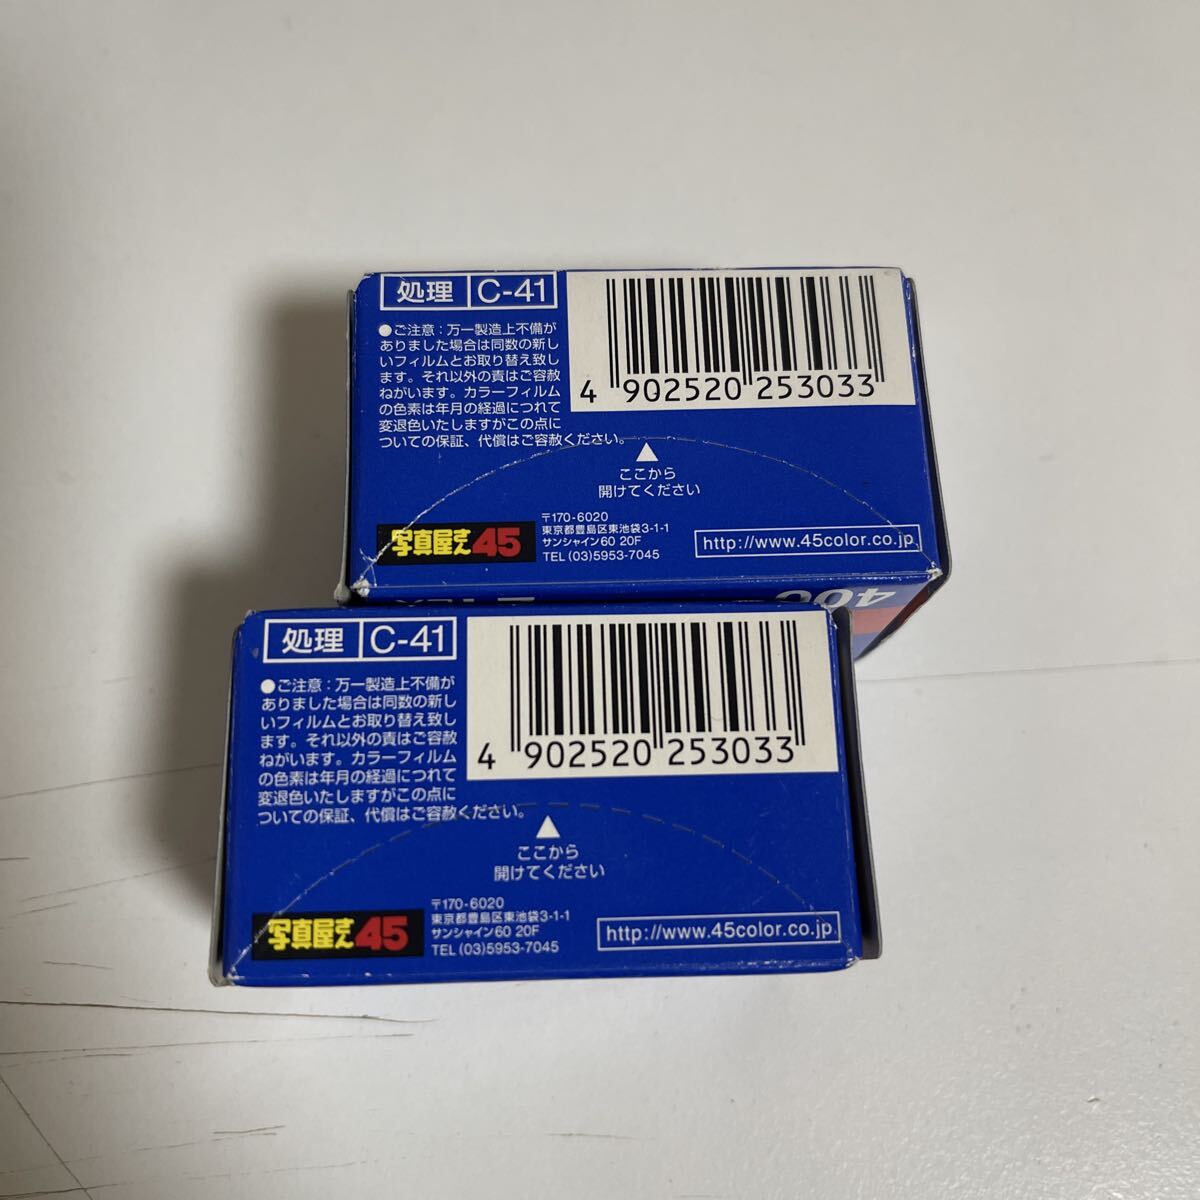 処理 C-41
●ご注意：万一製造上不備が
ありました場合は同数の新し
いフィルムとお取り替え致し
ます。それ以外の責はご容赦
ねがいます。カラーフィルム
の色素は年月の経過につれて
変退色いたしますがこの点に
ついての保証、代償はご容赦ください。
4 902520 253033
ここから
開けてください
写真屋さん45
〒170-6020
東京都豊島区東池袋3-1-1
サンシャイン60 20F
TEL (03)5953-7045
http://www.45color.co.jp
400
処理 C-41
●ご注意：万一製造上不備が
ありました場合は同数の新し
いフィルムとお取り替え致し
ます。それ以外の責はご容赦
ねがいます。カラーフィルム
の色素は年月の経過につれて
変退色いたしますがこの点に
ついての保証、代償はご容赦ください。
4 902520 253033
ここから
開けてください
写真屋さん45
〒170-6020
東京都豊島区東池袋3-1-1
サンシャイン60 20F
TEL (03)5953-7045
http://www.45color.co.jp